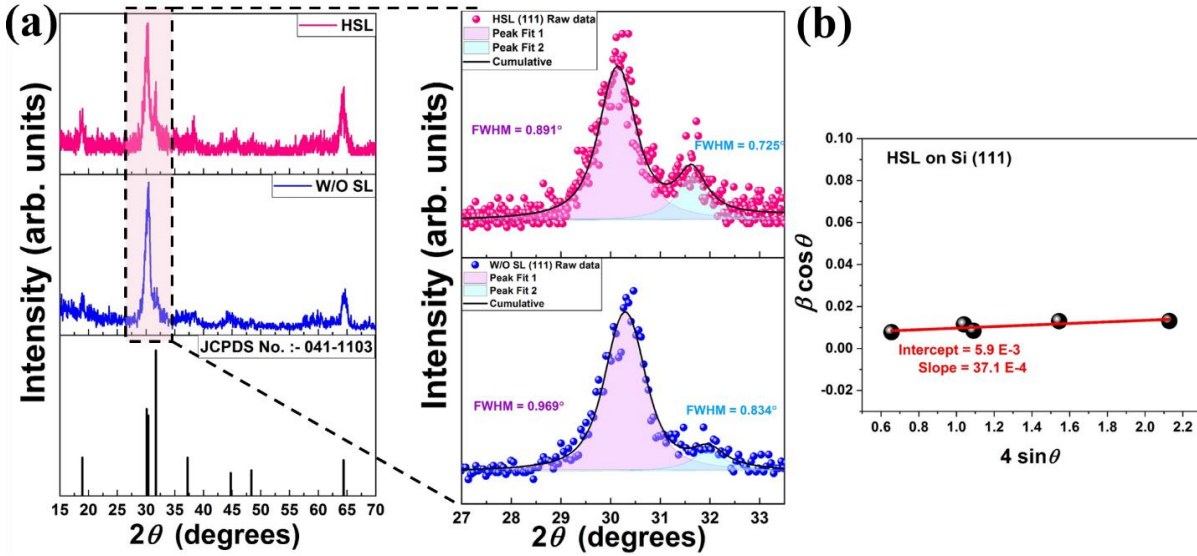 (a)
HSL
W/O SL
JCPDS No. :- 041-1103
Intensity (arb. units)
15 20 25 30 35 40 45 50 55 60 65 70
2θ (degrees)
HSL (111) Raw data
Peak Fit 1
Peak Fit 2
Cumulative
FWHM = 0.891°
FWHM = 0.725°
W/O SL (111) Raw data
Peak Fit 1
Peak Fit 2
Cumulative
FWHM = 0.969°
FWHM = 0.834°
Intensity (arb. units)
27 28 29 30 31 32 33
2θ (degrees)
(b)
HSL on Si (111)
0.10
0.08
0.06
0.04
0.02
0.00
-0.02
β cosθ
Intercept = 5.9 E-3
Slope = 37.1 E-4
0.6 0.8 1.0 1.2 1.4 1.6 1.8 2.0 2.2
4 sinθ